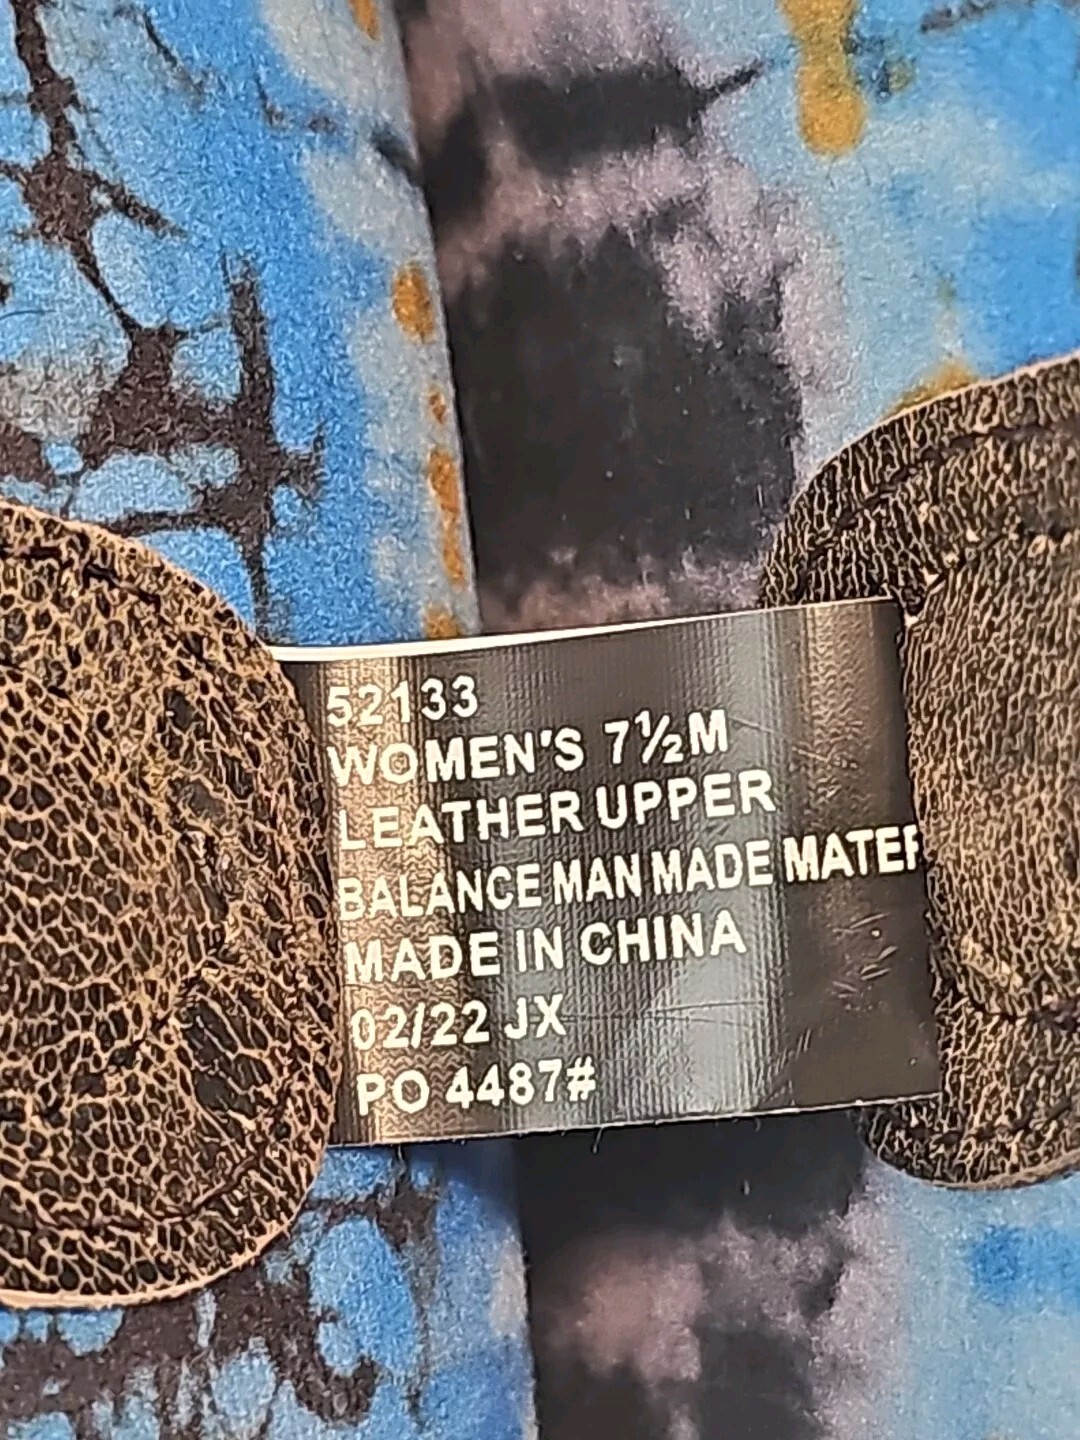 52133
WOMEN'S 7½M
LEATHER UPPER
BALANCE MAN MADE MATER
MADE IN CHINA
02/22 JX
PO 4487#